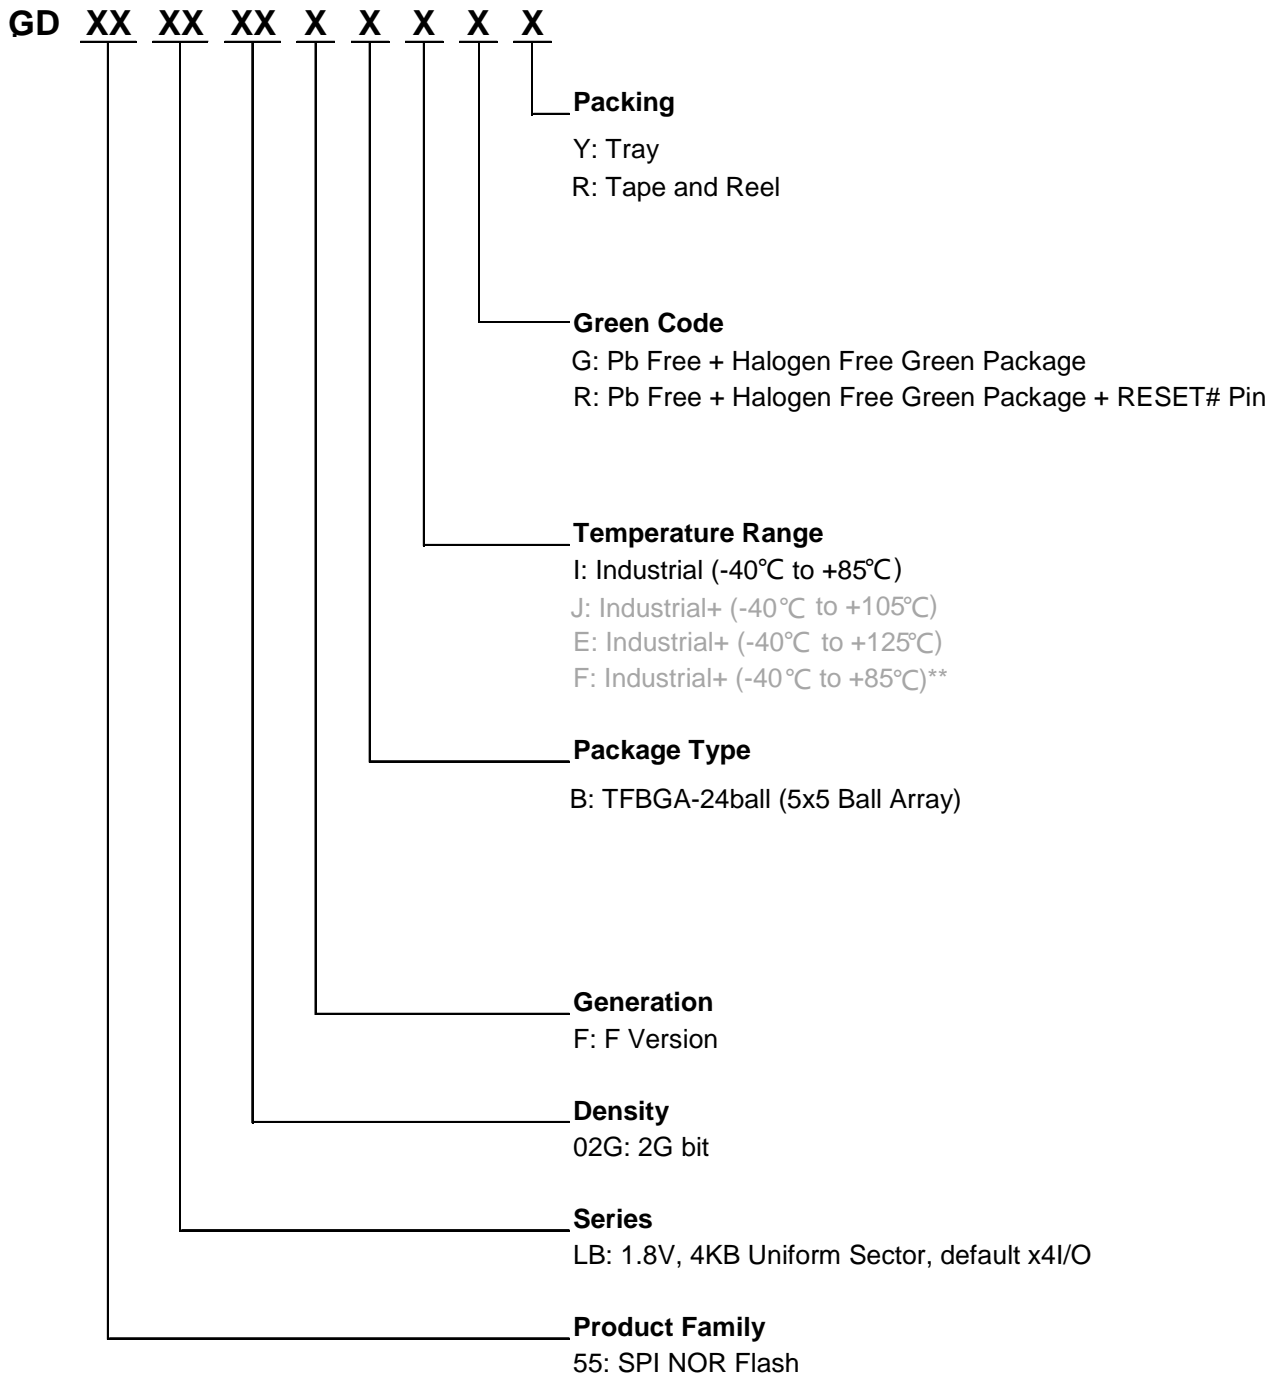 GD XX XX XX X X X X X
Packing
Y: Tray
R: Tape and Reel
Green Code
G: Pb Free + Halogen Free Green Package
R: Pb Free + Halogen Free Green Package + RESET# Pin
Temperature Range
I: Industrial (-40℃ to +85℃)
J: Industrial+ (-40℃ to +105℃)
E: Industrial+ (-40℃ to +125℃)
F: Industrial+ (-40℃ to +85℃)**
Package Type
B: TFBGA-24ball (5x5 Ball Array)
Generation
F: F Version
Density
02G: 2G bit
Series
LB: 1.8V, 4KB Uniform Sector, default x4I/O
Product Family
55: SPI NOR Flash